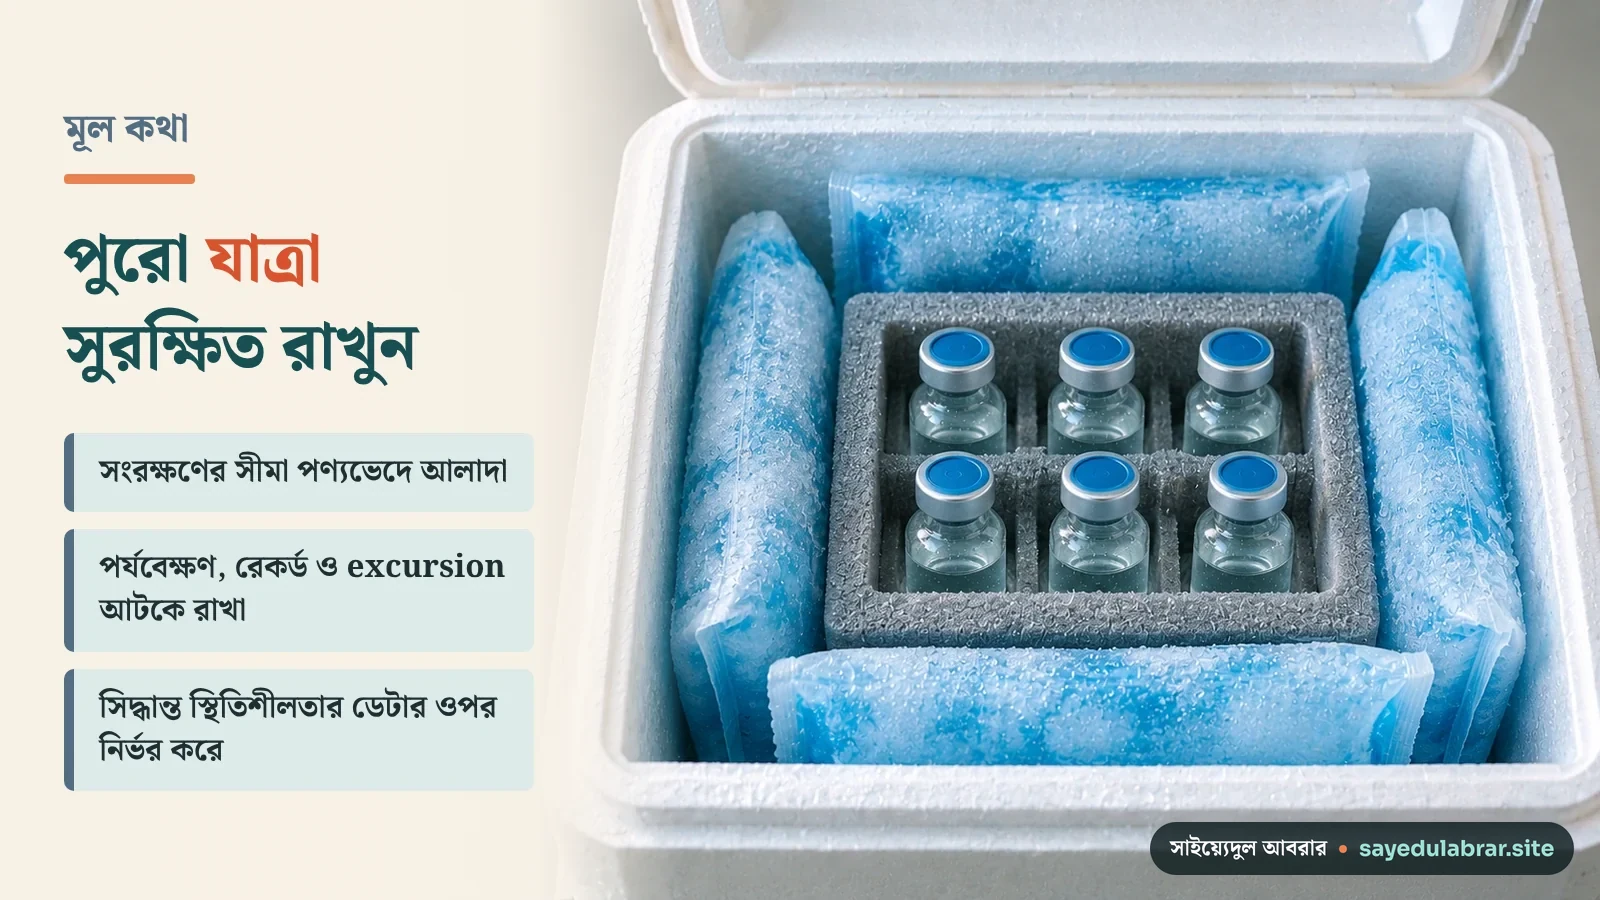 মূল কথা
পুরো যাত্রা
সুরক্ষিত রাখুন
সংরক্ষণের সীমা পণ্যভেদে আলাদা
পর্যবেক্ষণ, রেকর্ড ও excursion
আটকে রাখা
সিদ্ধান্ত স্থিতিশীলতার ডেটার ওপর
নির্ভর করে
সাইয়্যেদুল আবরার • sayedulabrar.site